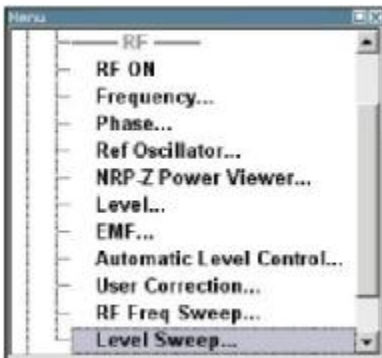 Menu
RF
RF ON
Frequency...
Phase...
Ref Oscillator...
NRP-Z Power Viewer...
Level...
EMF...
Automatic Level Control...
User Correction...
RF Freq Sweep...
Level Sweep...